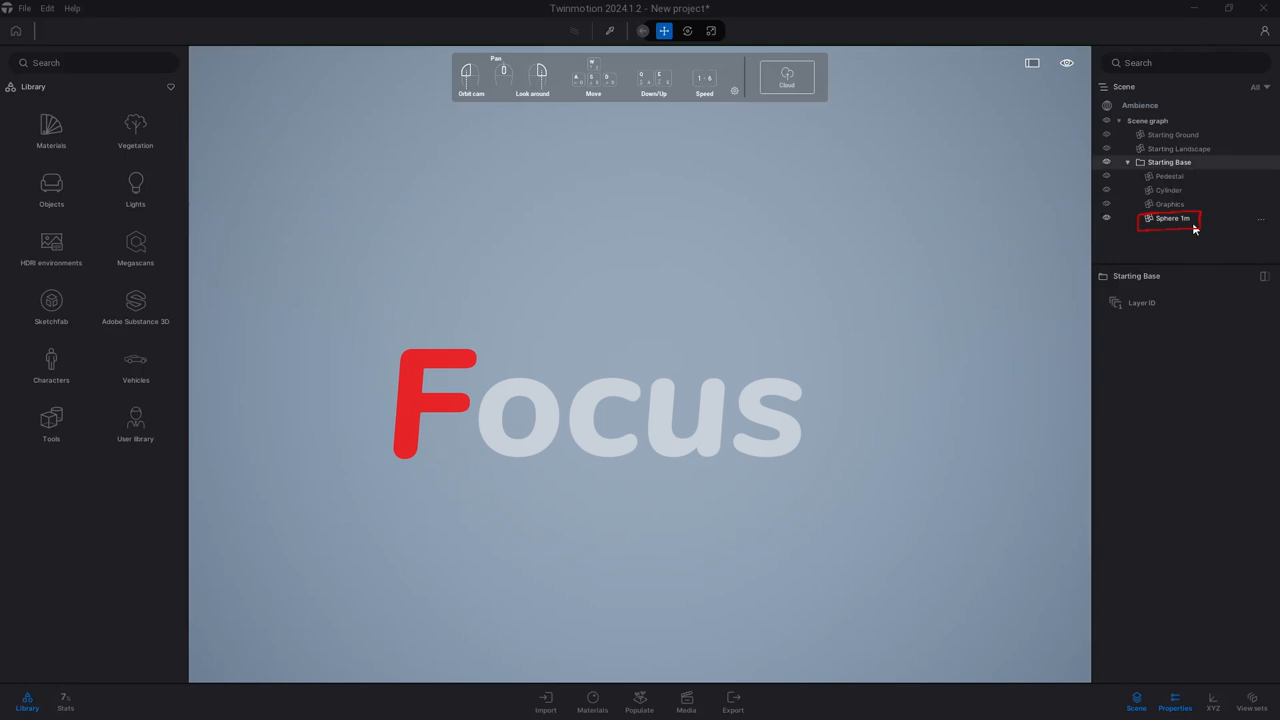 File Edit Help
Twinmotion 2024.1.2 - New project*
Search
Library
Materials
Vegetation
Objects
Lights
HDRI environments
Megascans
Sketchfab
Adobe Substance 3D
Characters
Vehicles
Tools
User library
Pan
Orbit cam
Look around
W
A S D
Move
Q E
Down/Up
1 - 6
Speed
Cloud
Focus
Search
Scene
All
Ambience
Scene graph
Starting Ground
Starting Landscape
Starting Base
Pedestal
Cylinder
Graphics
Sphere 1m
...
Starting Base
Layer ID
Library
7%
Stats
Import
Materials
Populate
Media
Export
Scene
Properties
XYZ
View sets